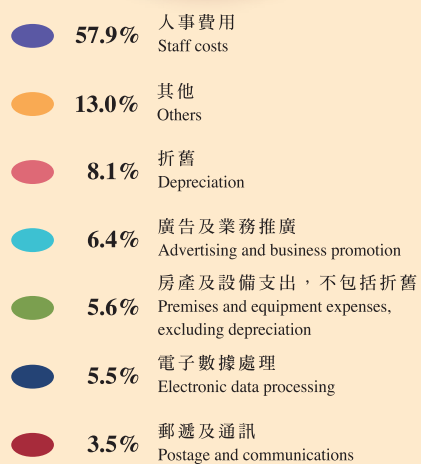 57.9% 人事費用
Staff costs
13.0% 其他
Others
8.1% 折舊
Depreciation
6.4% 廣告及業務推廣
Advertising and business promotion
5.6% 房產及設備支出，不包括折舊
Premises and equipment expenses,
excluding depreciation
5.5% 電子數據處理
Electronic data processing
3.5% 郵遞及通訊
Postage and communications